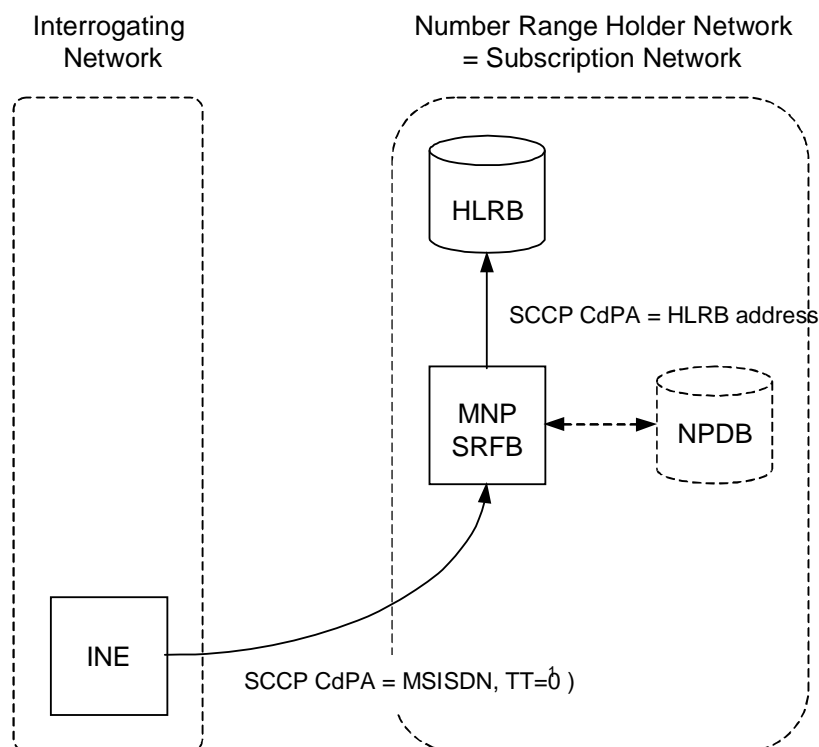 Interrogating
Network
Number Range Holder Network
= Subscription Network
HLRB
SCCP CdPA = HLRB address
MNP
SRFB
NPDB
INE
SCCP CdPA = MSISDN, TT=0 1)